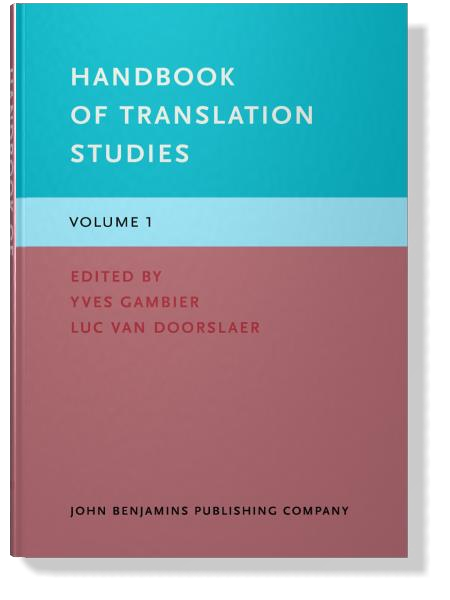 HANDBOOK
OF TRANSLATION
STUDIES
VOLUME 1
EDITED BY
YVES GAMBIER
LUC VAN DOORSLAER
JOHN BENJAMINS PUBLISHING COMPANY